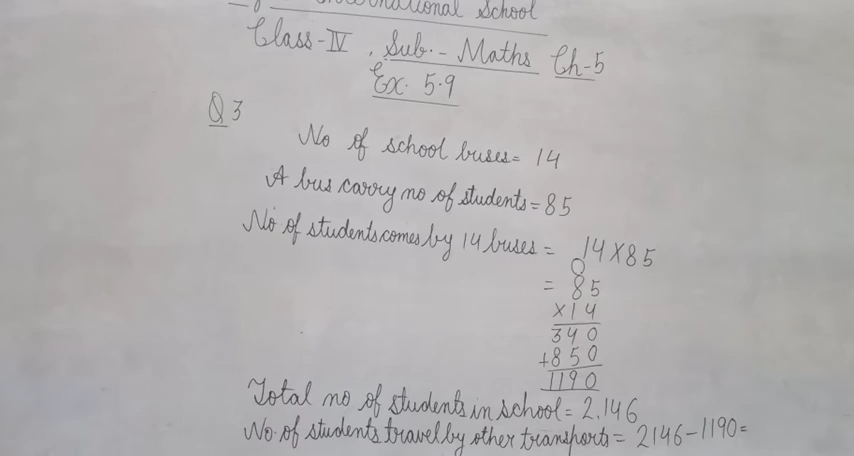 International School
Class-IV, Sub.- Maths Ch-5
Ex. 5.9
Q 3
No of school buses= 14
A bus carry no of students=85
No of students comes by 14 buses = 14X85
= 85
X14
340
+850
1190
Total no of students in school= 2.146
No. of students travel by other transports= 2146-1190=